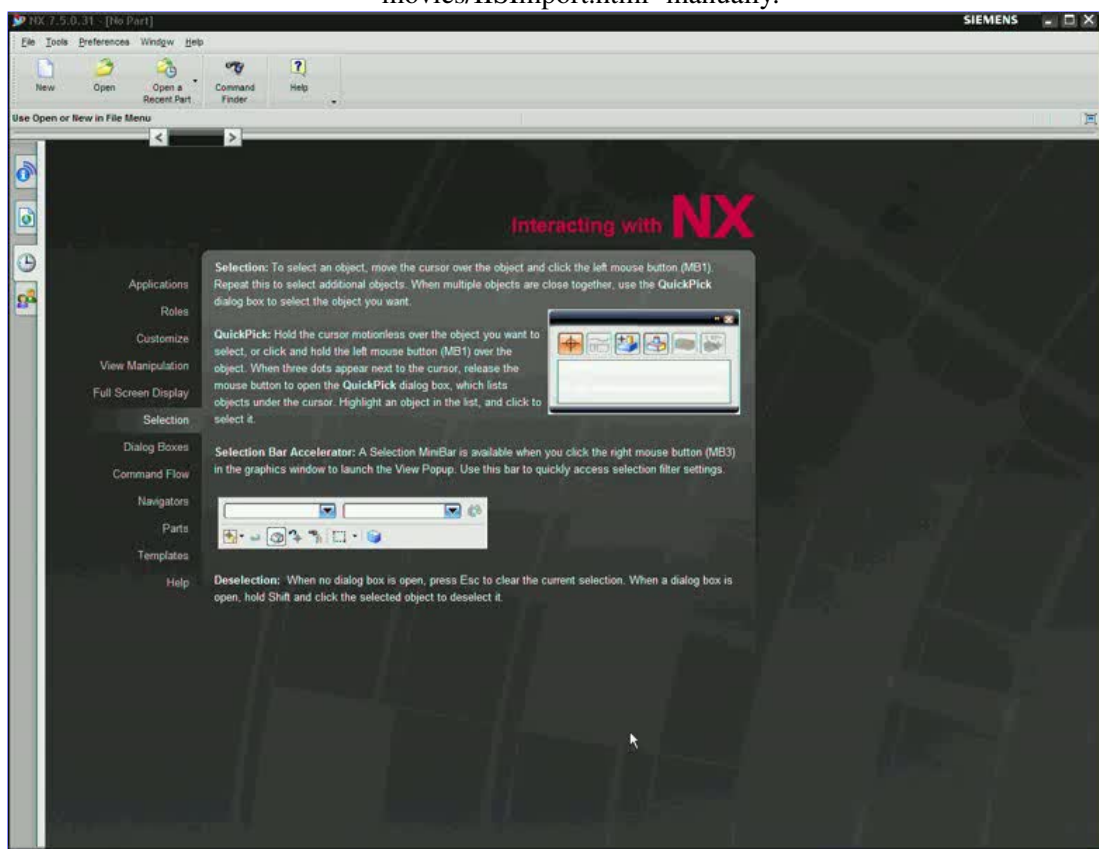 movies/HSImport.html" manually.
NX 7.5.0.31 - [No Part]
SIEMENS
File Tools Preferences Window Help
New Open Open a Recent Part Command Finder Help
Use Open or New in File Menu
Interacting with NX
Applications
Roles
Customize
View Manipulation
Full Screen Display
Selection
Dialog Boxes
Command Flow
Navigators
Parts
Templates
Help
Selection: To select an object, move the cursor over the object and click the left mouse button (MB1).
Repeat this to select additional objects. When multiple objects are close together, use the QuickPick
dialog box to select the object you want.
QuickPick: Hold the cursor motionless over the object you want to
select, or click and hold the left mouse button (MB1) over the
object. When three dots appear next to the cursor, release the
mouse button to open the QuickPick dialog box, which lists
objects under the cursor. Highlight an object in the list, and click to
select it.
Selection Bar Accelerator: A Selection MiniBar is available when you click the right mouse button (MB3)
in the graphics window to launch the View Popup. Use this bar to quickly access selection filter settings.
Deselection: When no dialog box is open, press Esc to clear the current selection. When a dialog box is
open, hold Shift and click the selected object to deselect it.